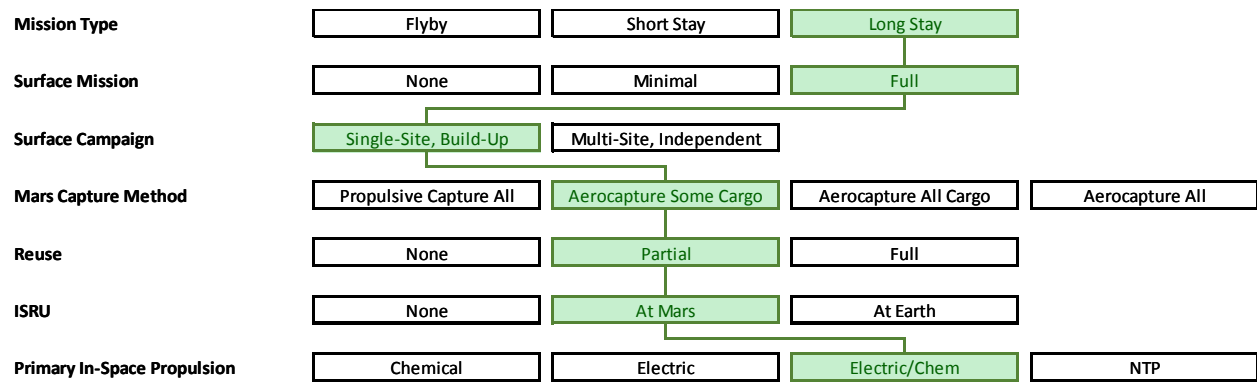 Mission Type Flyby Short Stay Long Stay
Surface Mission None Minimal Full
Surface Campaign Single-Site, Build-Up Multi-Site, Independent
Mars Capture Method Propulsive Capture All Aerocapture Some Cargo Aerocapture All Cargo Aerocapture All
Reuse None Partial Full
ISRU None At Mars At Earth
Primary In-Space Propulsion Chemical Electric Electric/Chem NTP